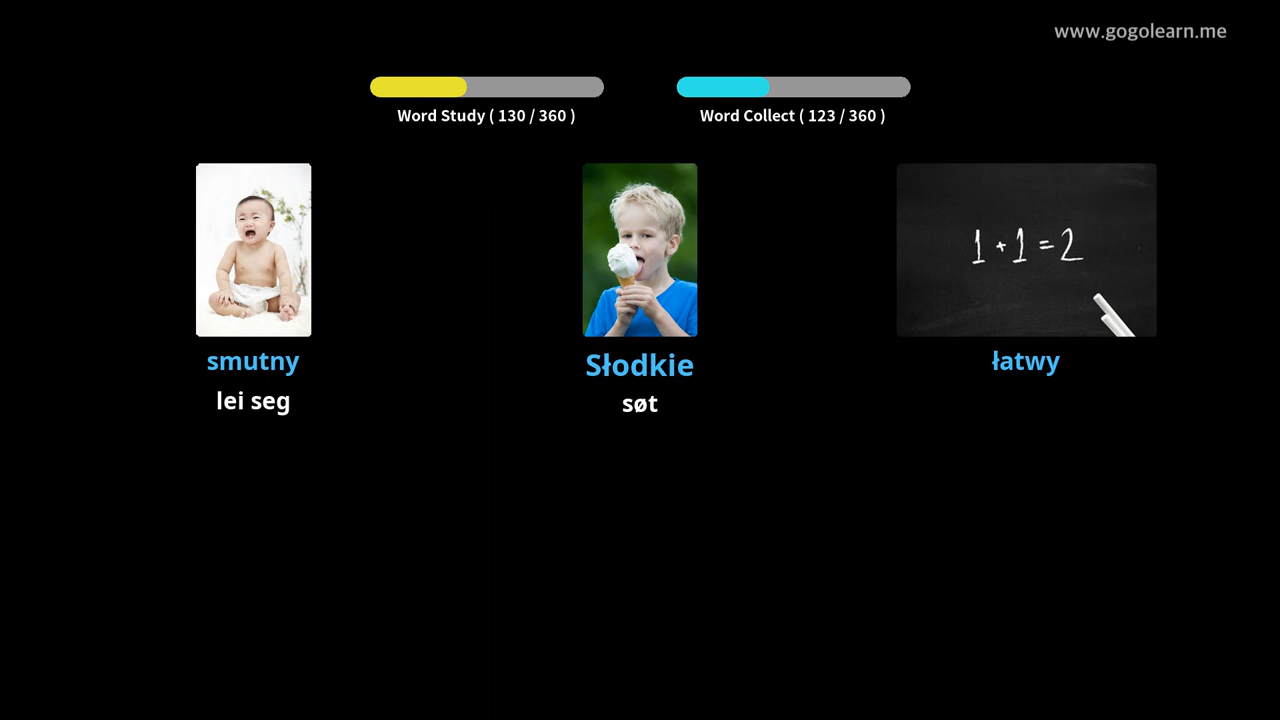 www.gogolearn.me
Word Study ( 130 / 360 )
Word Collect ( 123 / 360 )
1 + 1 = 2
smutny
Słodkie
łatwy
lei seg
søt